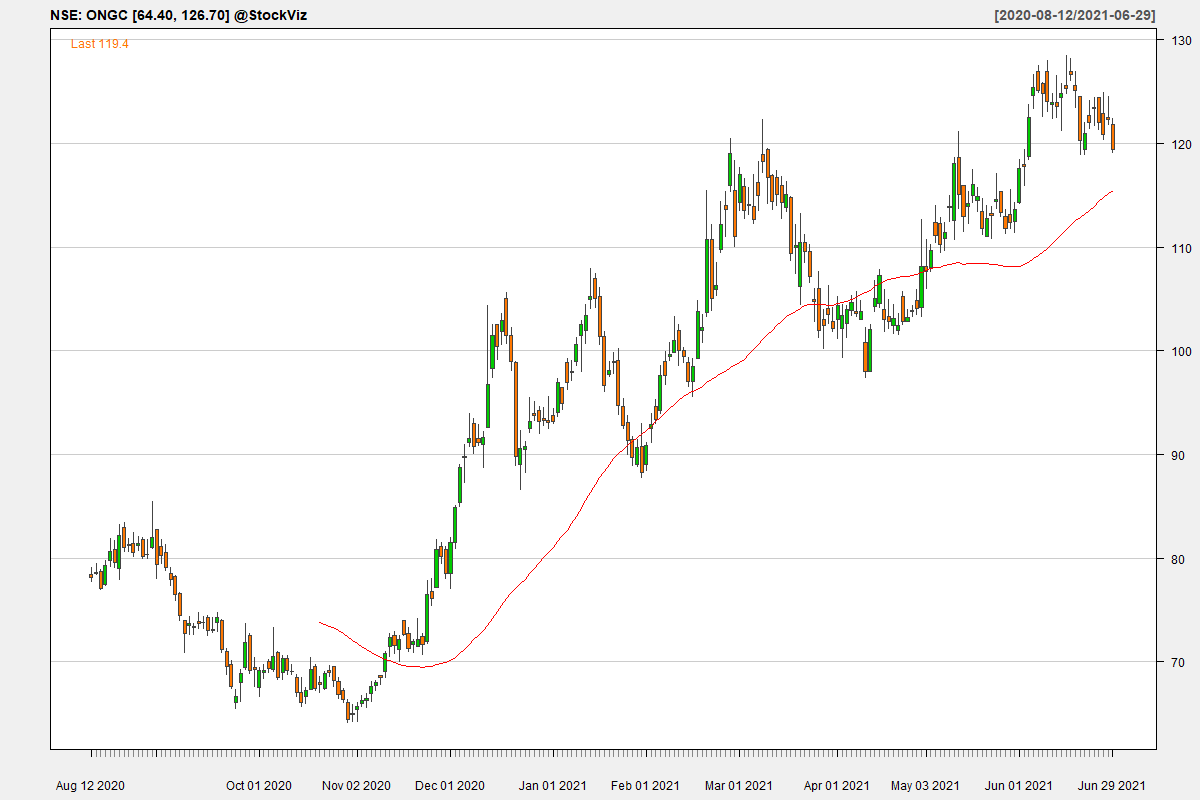 NSE: ONGC [64.40, 126.70] @StockViz [2020-08-12/2021-06-29]
Last 119.4
130
120
110
100
90
80
70
Aug 12 2020 Oct 01 2020 Nov 02 2020 Dec 01 2020 Jan 01 2021 Feb 01 2021 Mar 01 2021 Apr 01 2021 May 03 2021 Jun 01 2021 Jun 29 2021